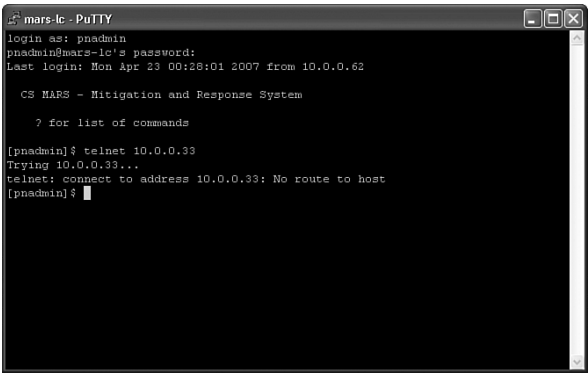 mars-lc - PuTTY
login as: pnadmin
pnadmin@mars-lc's password:
Last login: Mon Apr 23 00:28:01 2007 from 10.0.0.62
CS MARS - Mitigation and Response System
? for list of commands
[pnadmin]$ telnet 10.0.0.33
Trying 10.0.0.33...
telnet: connect to address 10.0.0.33: No route to host
[pnadmin]$